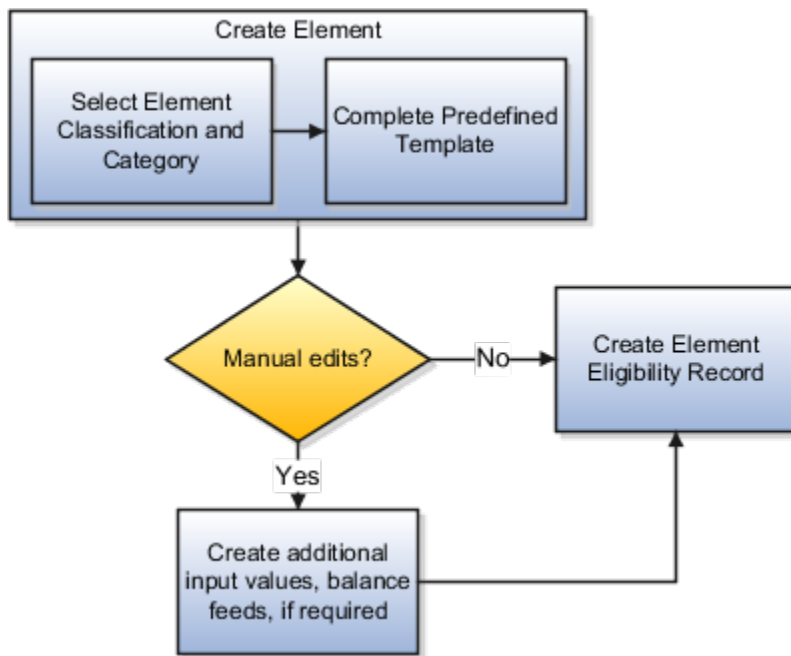 Create Element
Select Element
Classification and
Category
Complete Predefined
Template
Manual edits?
No
Create Element
Eligibility Record
Yes
Create additional
input values, balance
feeds, if required